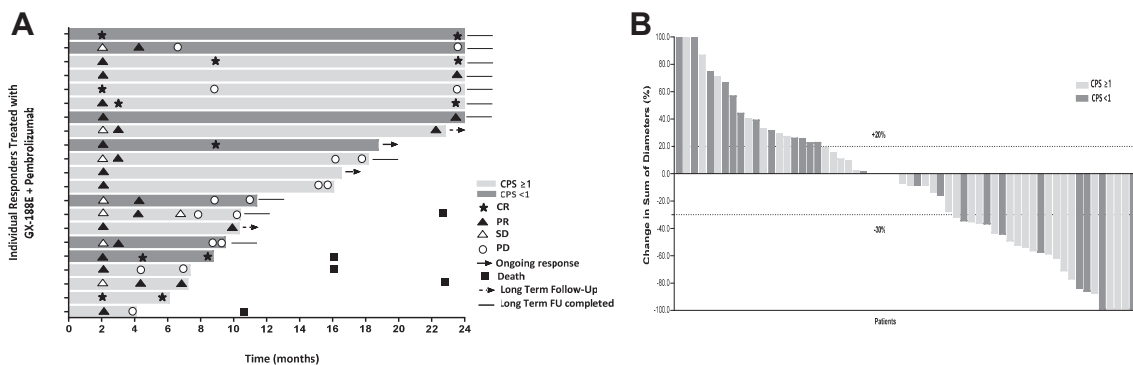 A
Individual Responders Treated with
GX-188E + Pembrolizumab
CPS ≥1
CPS <1
CR
PR
SD
PD
Ongoing response
Death
Long Term Follow-Up
Long Term FU completed
0 2 4 6 8 10 12 14 16 18 20 22 24
Time (months)
B
Change in Sum of Diameters (%)
100.0
80.0
60.0
40.0
20.0
0.0
-20.0
-40.0
-60.0
-80.0
-100.0
CPS ≥1
CPS <1
+20%
-30%
Patients